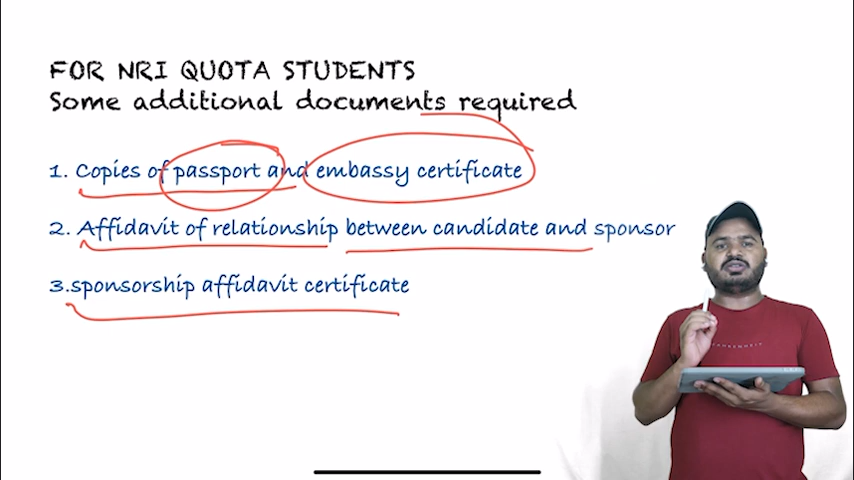 FOR NRI QUOTA STUDENTS
Some additional documents required
1. Copies of passport and embassy certificate
2. Affidavit of relationship between candidate and sponsor
3.sponsorship affidavit certificate